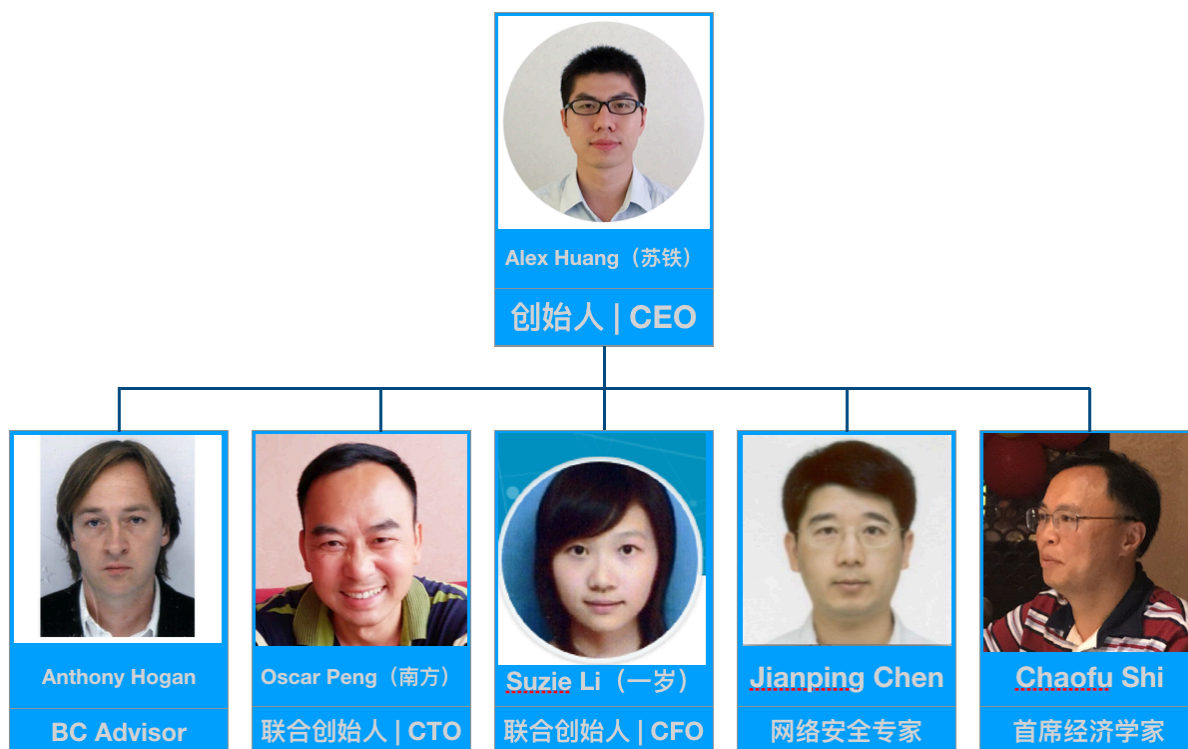 Alex Huang（苏铁）
创始人 | CEO
Anthony Hogan
BC Advisor
Oscar Peng（南方）
联合创始人 | CTO
Suzie Li（一岁）
联合创始人 | CFO
Jianping Chen
网络安全专家
Chaofu Shi
首席经济学家